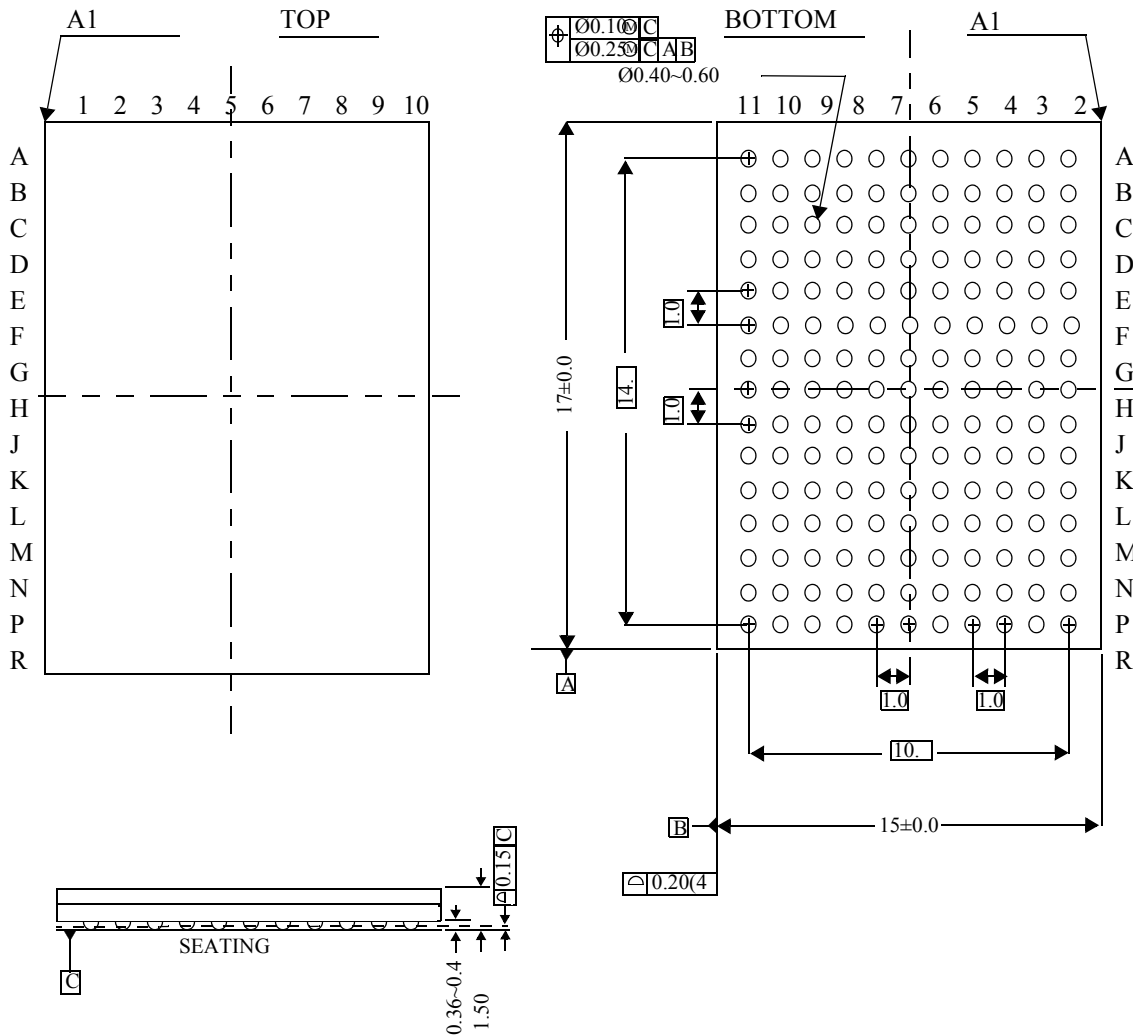 A1 TOP
1 2 3 4 5 6 7 8 9 10
A
B
C
D
E
F
G
H
J
K
L
M
N
P
R
Ø0.10Ⓜ C
Ø0.25Ⓜ C A B
Ø0.40~0.60
BOTTOM A1
11 10 9 8 7 6 5 4 3 2
A
B
C
D
E
F
G
H
J
K
L
M
N
P
R
1.0
1.0
14.
17±0.0
A
1.0 1.0
10.
B 15±0.0
0.20(4
0.15 C
SEATING
C
0.36~0.4
1.50